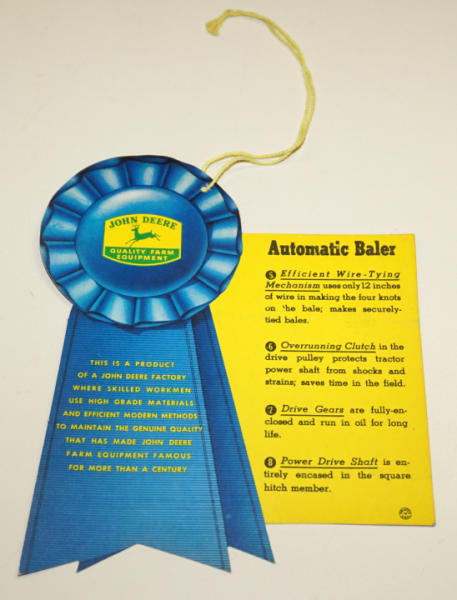 JOHN DEERE
QUALITY FARM
EQUIPMENT
THIS IS A PRODUCT
OF A JOHN DEERE FACTORY
WHERE SKILLED WORKMEN
USE HIGH GRADE MATERIALS
AND EFFICIENT MODERN METHODS
TO MAINTAIN THE GENUINE QUALITY
THAT HAS MADE JOHN DEERE
FARM EQUIPMENT FAMOUS
FOR MORE THAN A CENTURY
Automatic Baler
5 Efficient Wire-Tying
Mechanism uses only 12 inches
of wire in making the four knots
on the bale; makes securely-
tied bales.
6 Overrunning Clutch in the
drive pulley protects tractor
power shaft from shocks and
strains; saves time in the field.
7 Drive Gears are fully-en-
closed and run in oil for long
life.
8 Power Drive Shaft is en-
tirely encased in the square
hitch member.